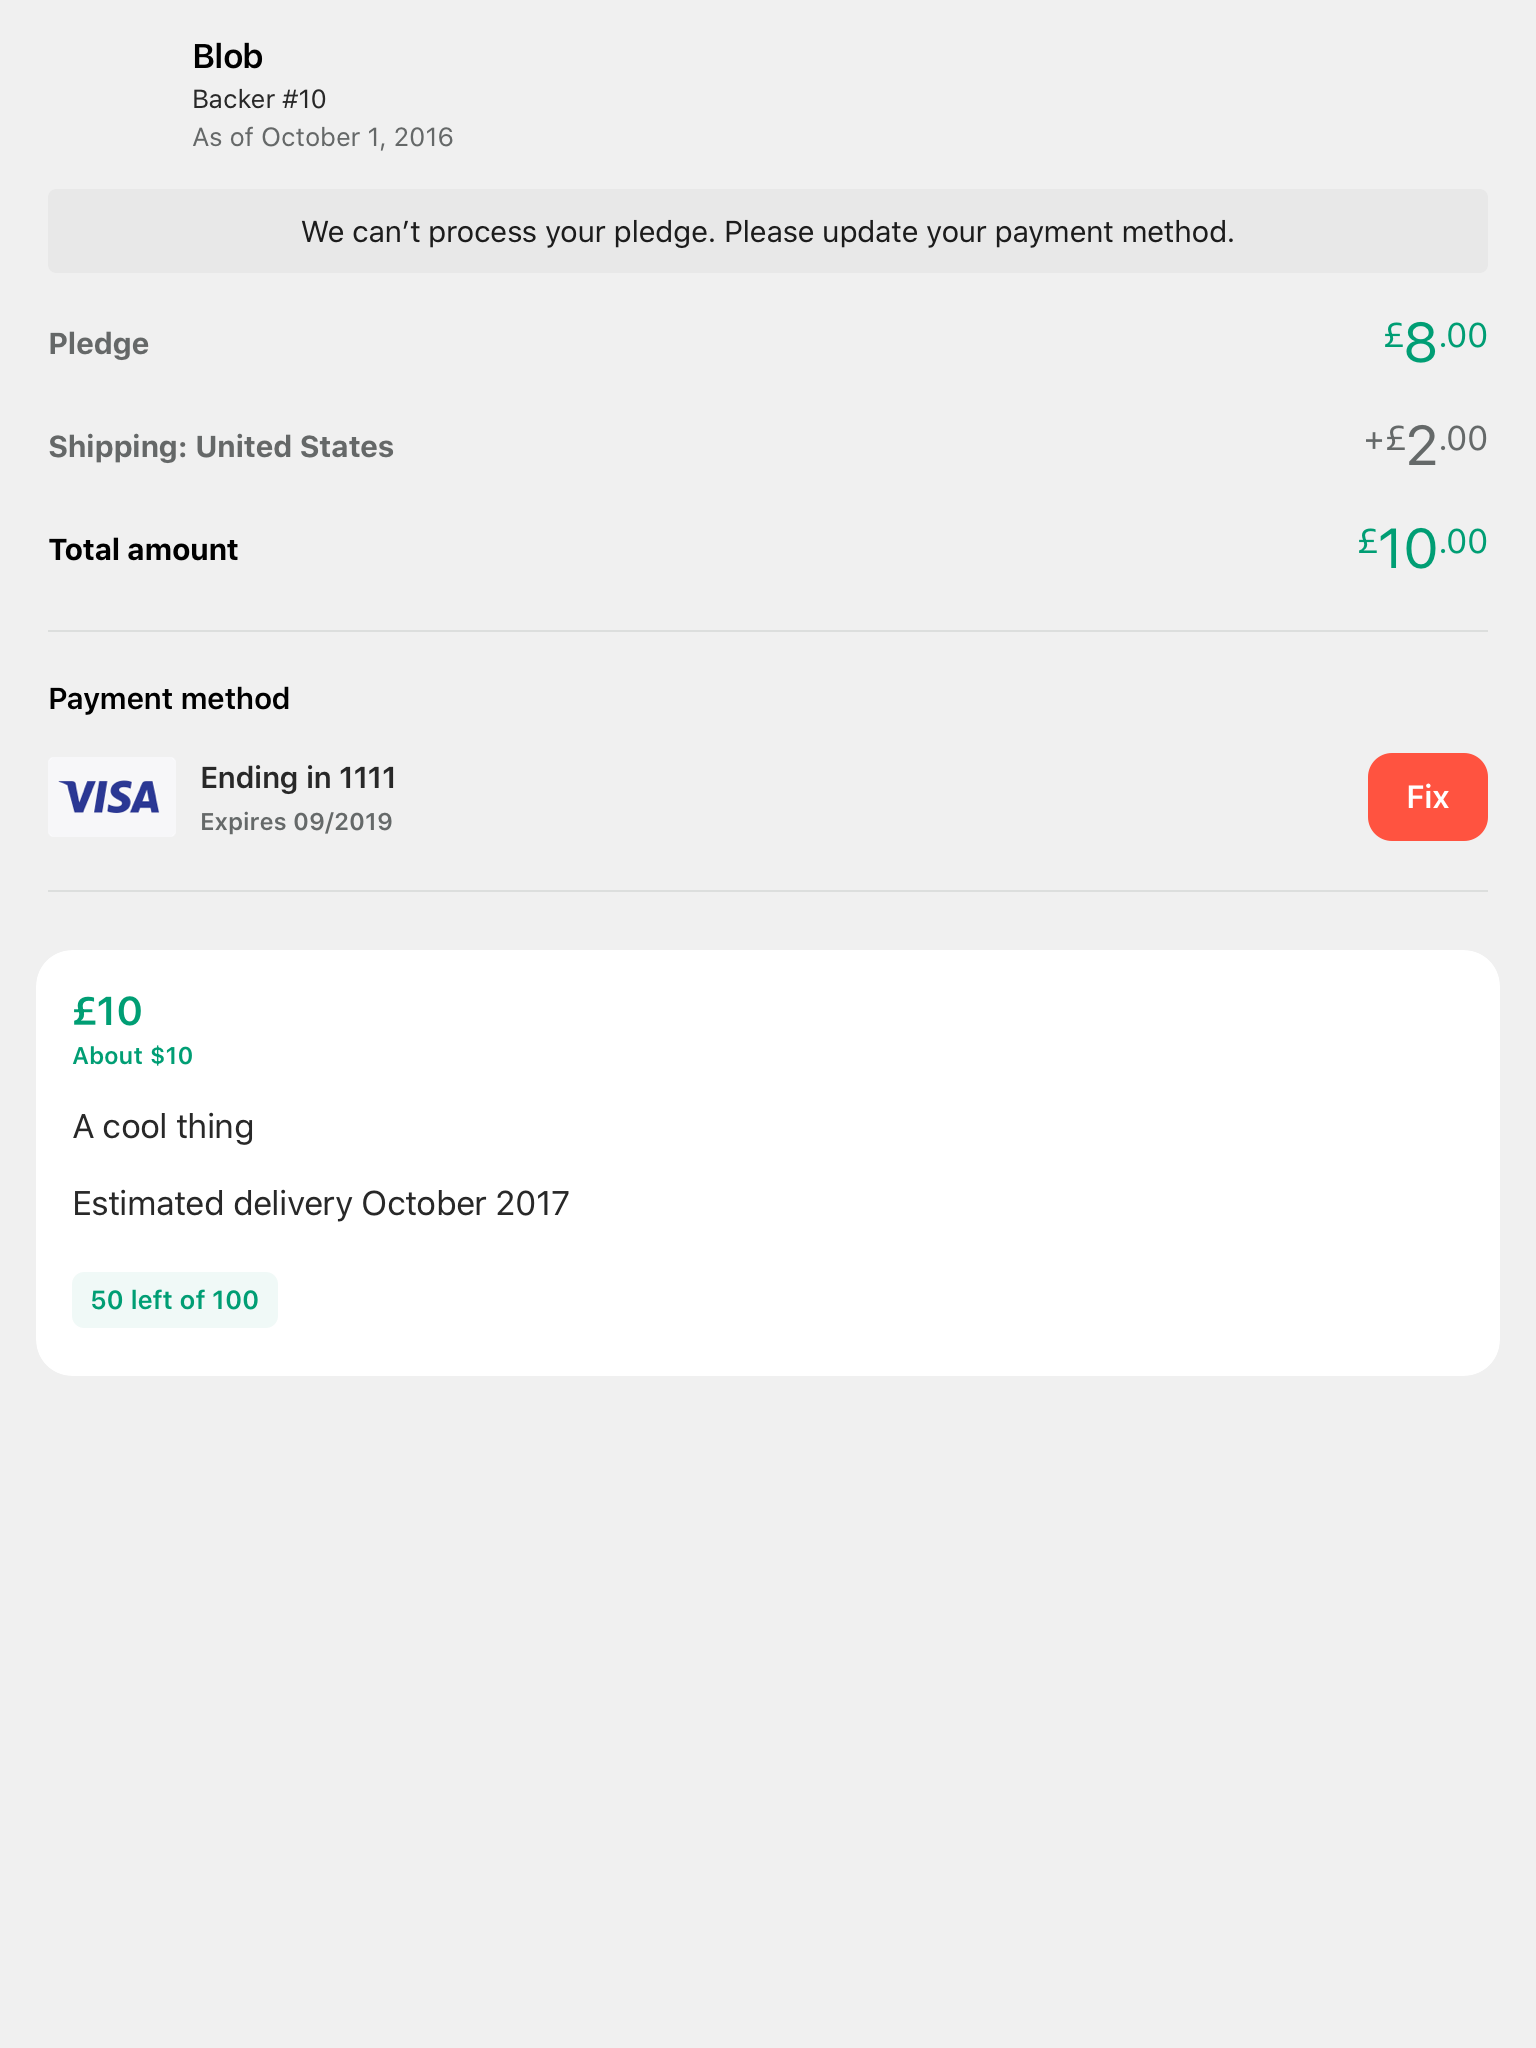 Blob
Backer #10
As of October 1, 2016
We can’t process your pledge. Please update your payment method.
Pledge £8.00
Shipping: United States +£2.00
Total amount £10.00
Payment method
VISA
Ending in 1111
Expires 09/2019
Fix
£10
About $10
A cool thing
Estimated delivery October 2017
50 left of 100